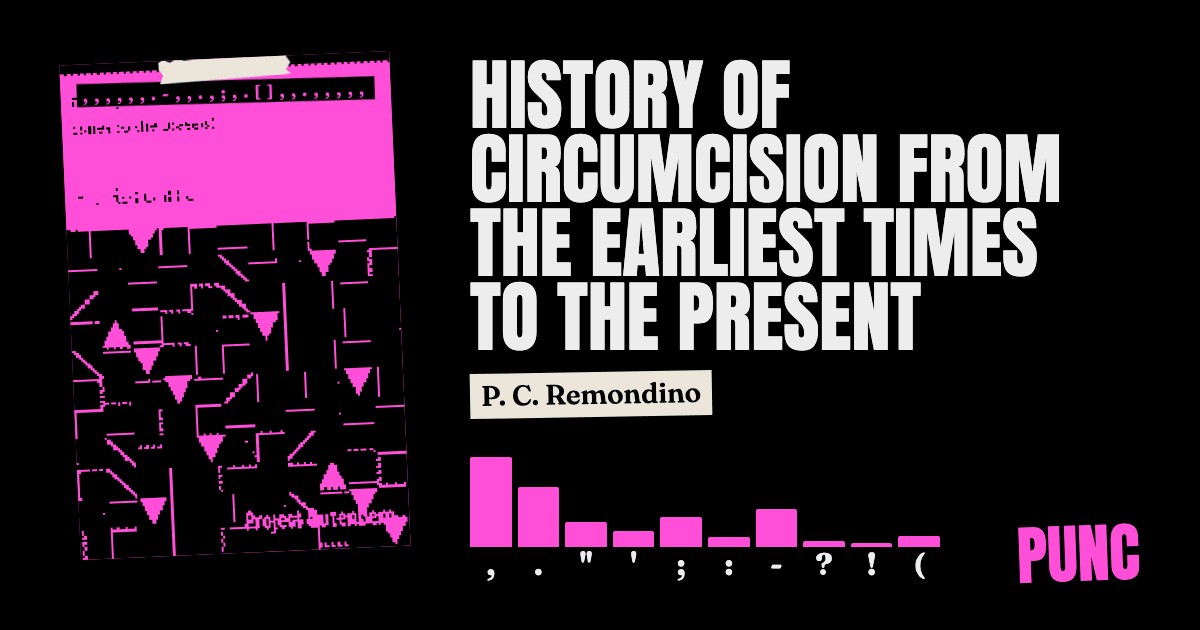 ,,,,,,.-,,.,;,.[],,.,,,,,
HISTORY OF
CIRCUMCISION FROM
THE EARLIEST TIMES
TO THE PRESENT
P. C. Remondino
Project Gutenberg
, . " ' ; : - ? ! (
PUNC